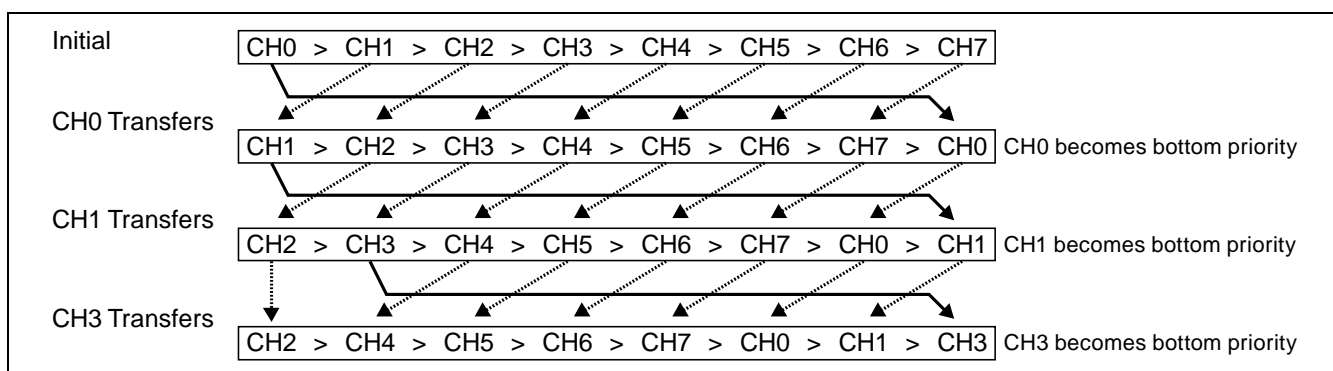 Initial
CH0 > CH1 > CH2 > CH3 > CH4 > CH5 > CH6 > CH7
CH0 Transfers
CH1 > CH2 > CH3 > CH4 > CH5 > CH6 > CH7 > CH0 CH0 becomes bottom priority
CH1 Transfers
CH2 > CH3 > CH4 > CH5 > CH6 > CH7 > CH0 > CH1 CH1 becomes bottom priority
CH3 Transfers
CH2 > CH4 > CH5 > CH6 > CH7 > CH0 > CH1 > CH3 CH3 becomes bottom priority